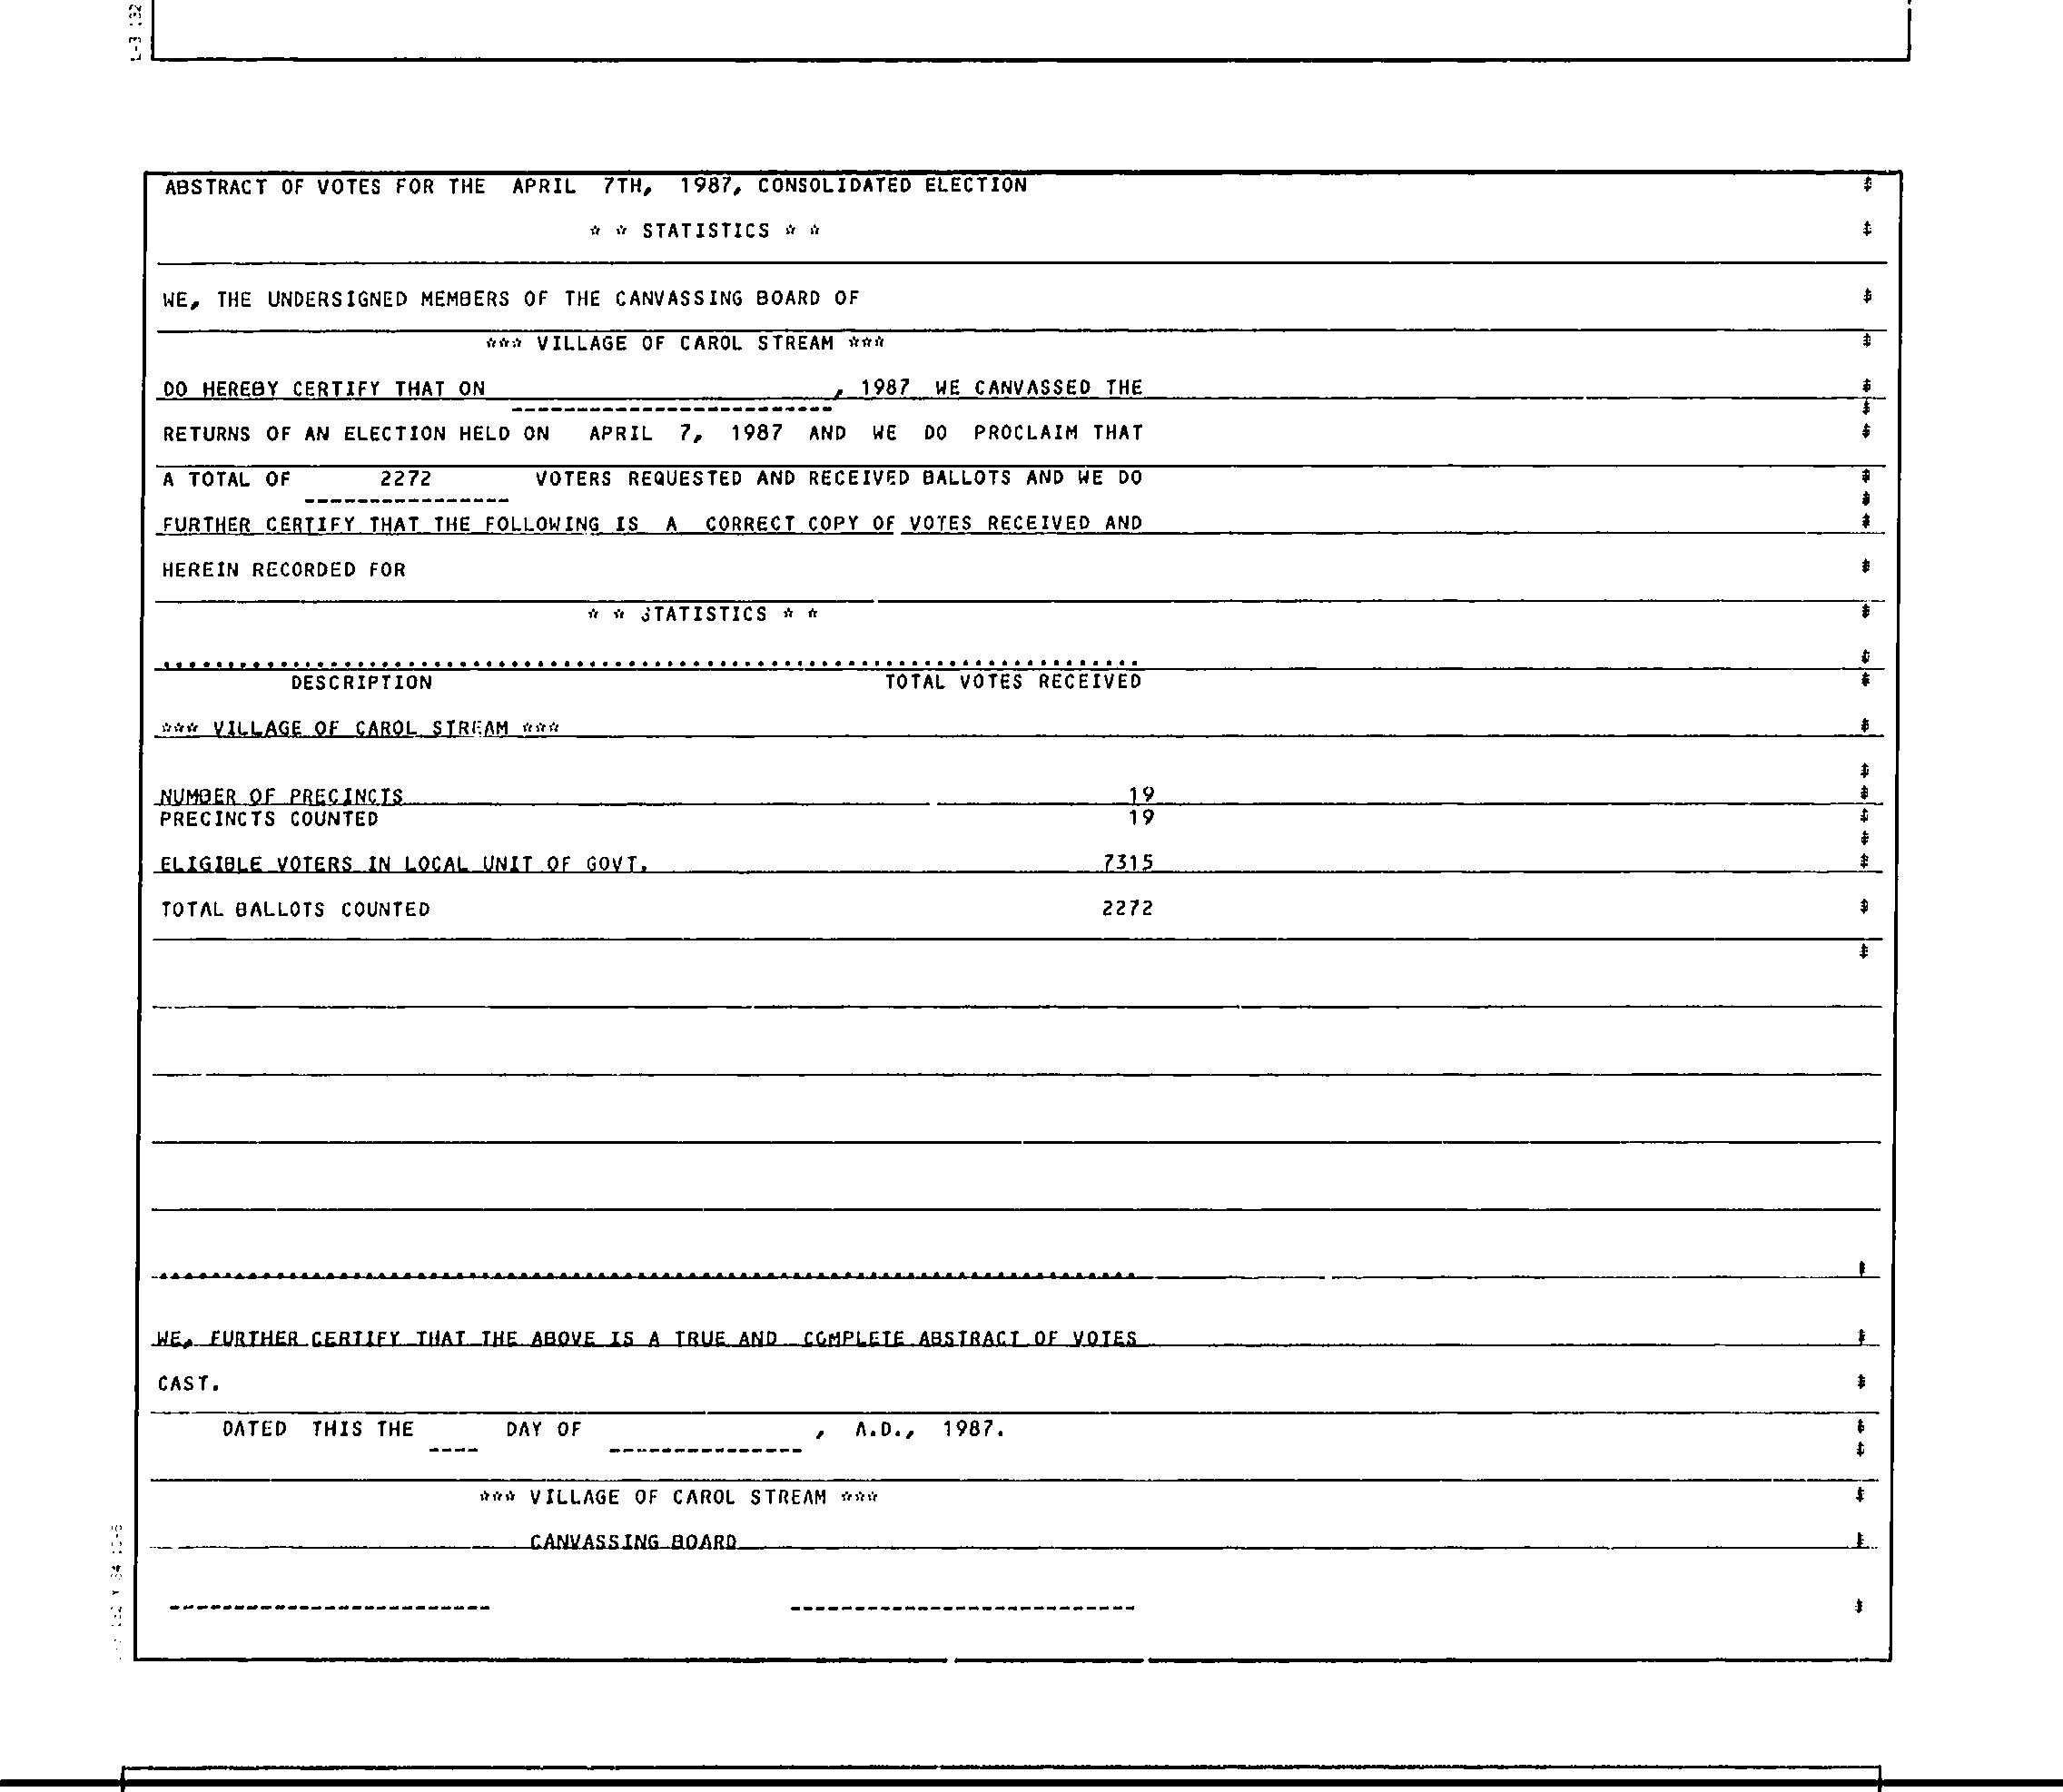 ABSTRACT OF VOTES FOR THE APRIL 7TH, 1987, CONSOLIDATED ELECTION
* * STATISTICS * *
WE, THE UNDERSIGNED MEMBERS OF THE CANVASSING BOARD OF
*** VILLAGE OF CAROL STREAM ***
DO HEREBY CERTIFY THAT ON , 1987 WE CANVASSED THE
RETURNS OF AN ELECTION HELD ON APRIL 7, 1987 AND WE DO PROCLAIM THAT
A TOTAL OF 2272 VOTERS REQUESTED AND RECEIVED BALLOTS AND WE DO
FURTHER CERTIFY THAT THE FOLLOWING IS A CORRECT COPY OF VOTES RECEIVED AND
HEREIN RECORDED FOR
* * STATISTICS * *
DESCRIPTION TOTAL VOTES RECEIVED
*** VILLAGE OF CAROL STREAM ***
NUMBER OF PRECINCTS 19
PRECINCTS COUNTED 19
ELIGIBLE VOTERS IN LOCAL UNIT OF GOVT. 7315
TOTAL BALLOTS COUNTED 2272
WE, FURTHER CERTIFY THAT THE ABOVE IS A TRUE AND COMPLETE ABSTRACT OF VOTES
CAST.
DATED THIS THE ---- DAY OF ---------------, A.D., 1987.
*** VILLAGE OF CAROL STREAM ***
CANVASSING BOARD